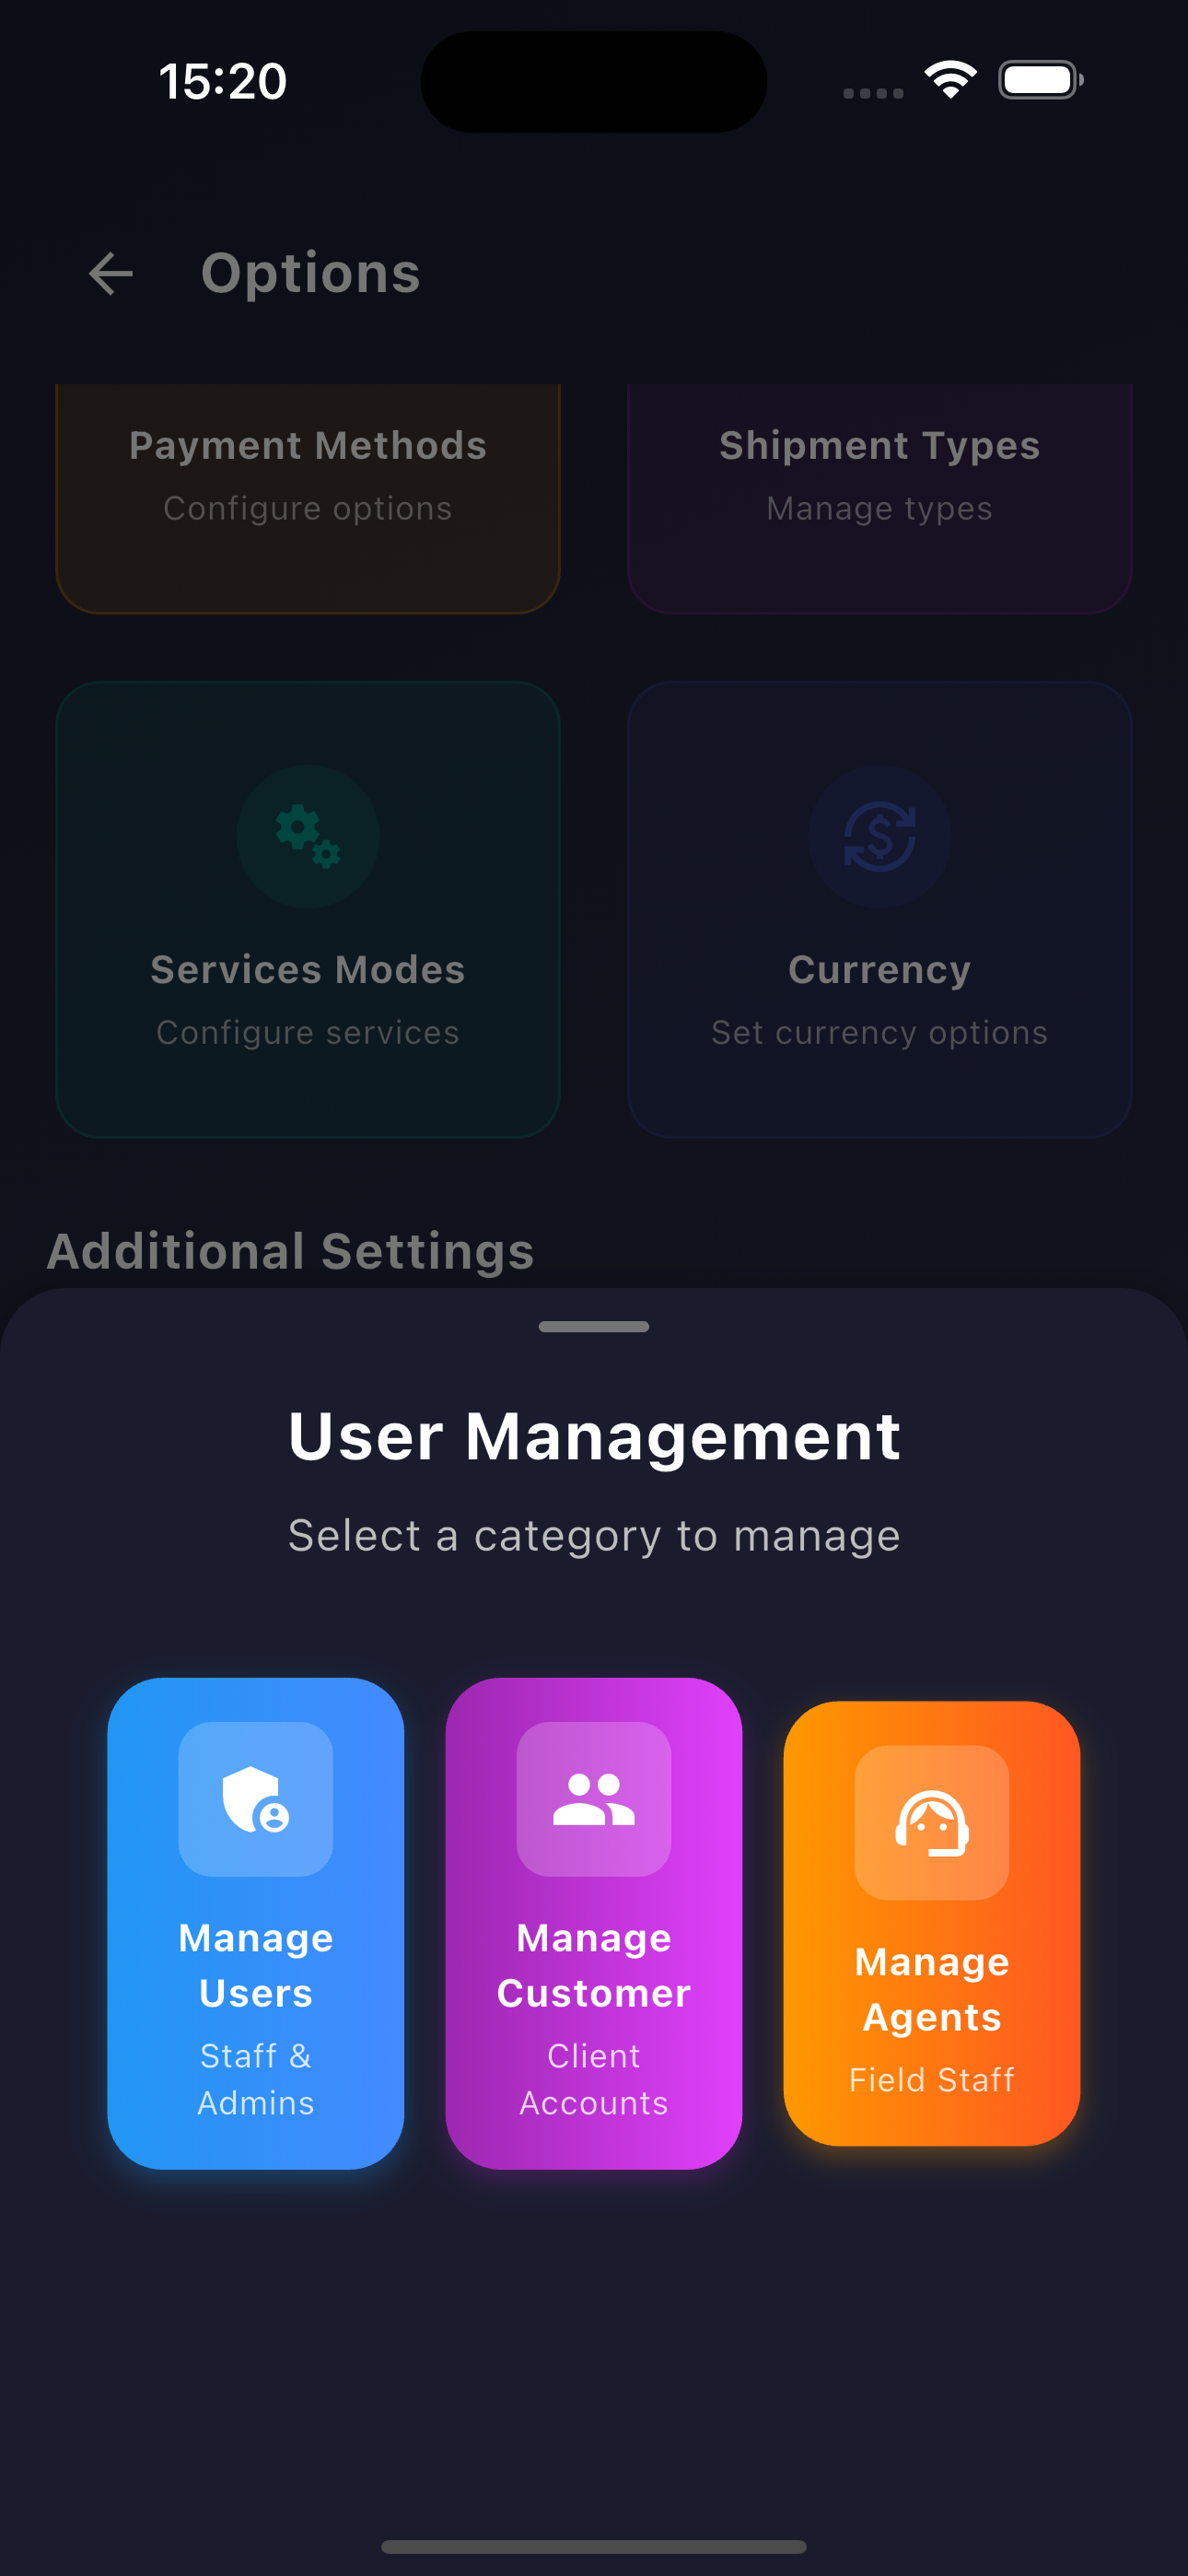 15:20
Options
Payment Methods
Configure options
Shipment Types
Manage types
$
Services Modes
Configure services
Currency
Set currency options
Additional Settings
User Management
Select a category to manage
Manage
Users
Staff &
Admins
Manage
Customer
Client
Accounts
Manage
Agents
Field Staff